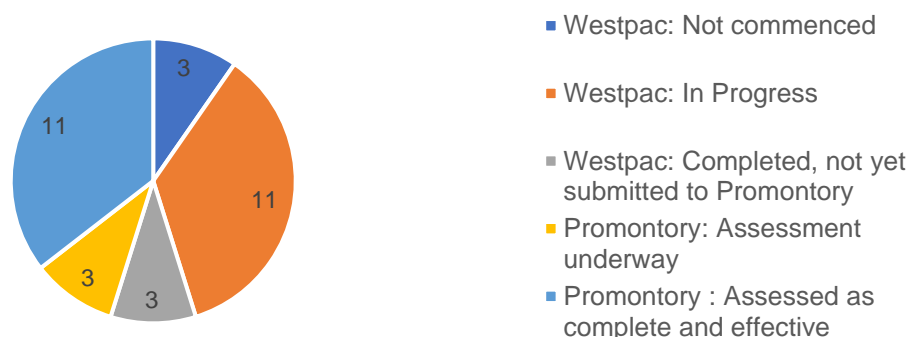 3
11
11
3
3
Westpac: Not commenced
Westpac: In Progress
Westpac: Completed, not yet
submitted to Promontory
Promontory: Assessment
underway
Promontory : Assessed as
complete and effective